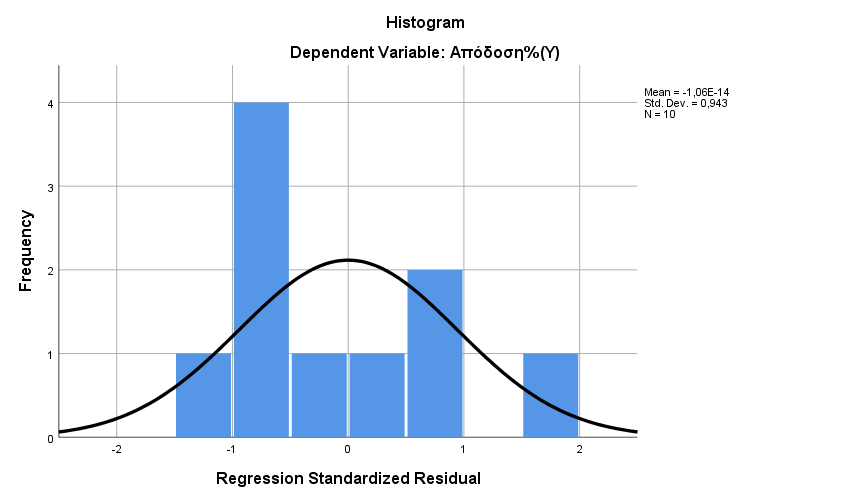 Histogram
Dependent Variable: Απόδοση%(Y)
Mean = -1,06E-14
Std. Dev. = 0,943
N = 10
Frequency
4
3
2
1
0
-2
-1
0
1
2
Regression Standardized Residual